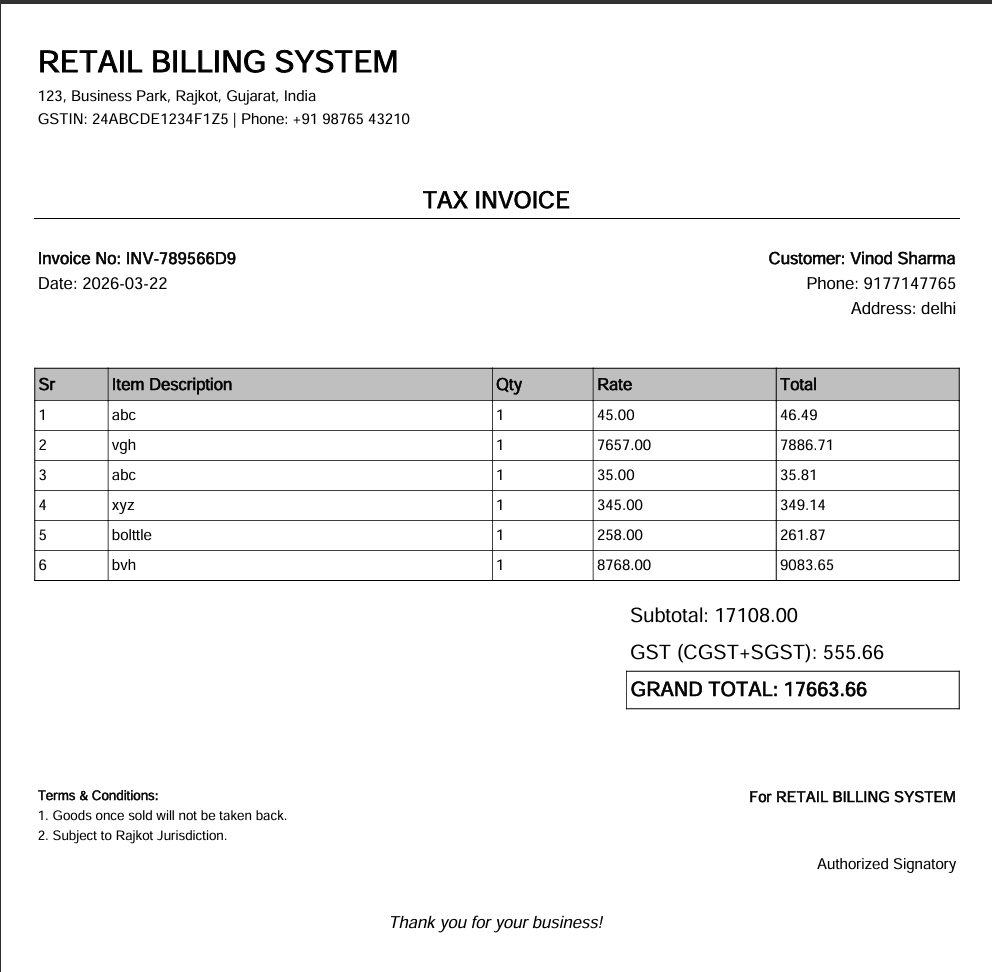 RETAIL BILLING SYSTEM
123, Business Park, Rajkot, Gujarat, India
GSTIN: 24ABCDE1234F1Z5 | Phone: +91 98765 43210
TAX INVOICE
Invoice No: INV-789566D9
Date: 2026-03-22
Customer: Vinod Sharma
Phone: 9177147765
Address: delhi
Sr Item Description Qty Rate Total
1 abc 1 45.00 46.49
2 vgh 1 7657.00 7886.71
3 abc 1 35.00 35.81
4 xyz 1 345.00 349.14
5 bolttle 1 258.00 261.87
6 bvh 1 8768.00 9083.65
Subtotal: 17108.00
GST (CGST+SGST): 555.66
GRAND TOTAL: 17663.66
Terms & Conditions:
1. Goods once sold will not be taken back.
2. Subject to Rajkot Jurisdiction.
For RETAIL BILLING SYSTEM
Authorized Signatory
Thank you for your business!